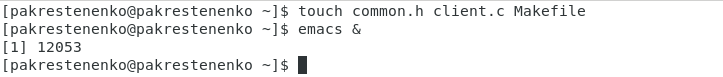 [pakrestenenko@pakrestenenko ~]$ touch common.h client.c Makefile
[pakrestenenko@pakrestenenko ~]$ emacs &
[1] 12053
[pakrestenenko@pakrestenenko ~]$